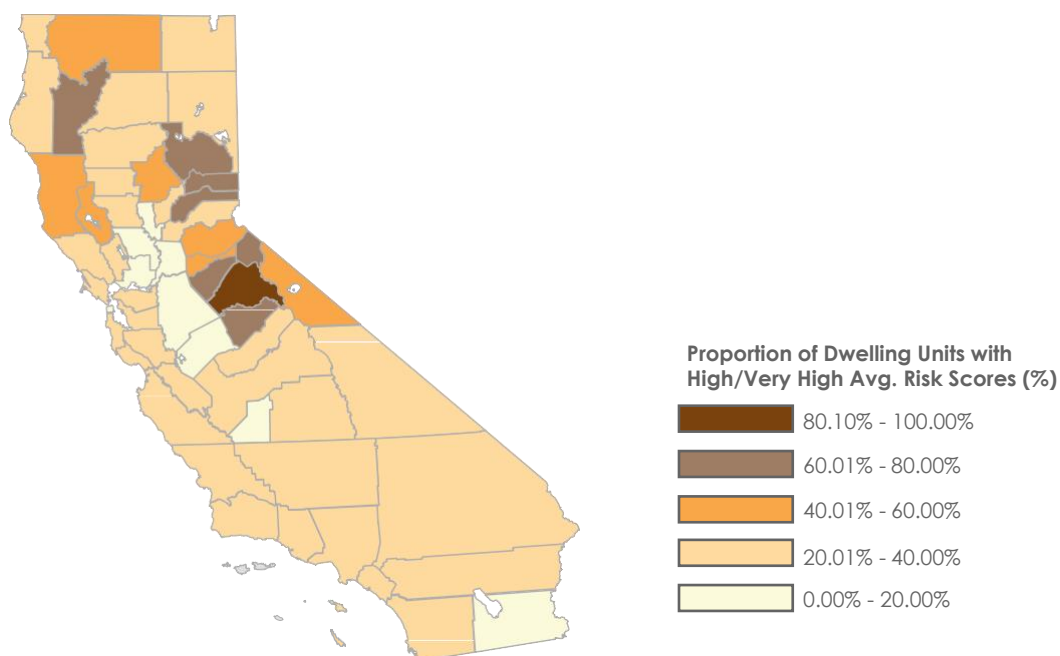 Proportion of Dwelling Units with
High/Very High Avg. Risk Scores (%)
80.10% - 100.00%
60.01% - 80.00%
40.01% - 60.00%
20.01% - 40.00%
0.00% - 20.00%